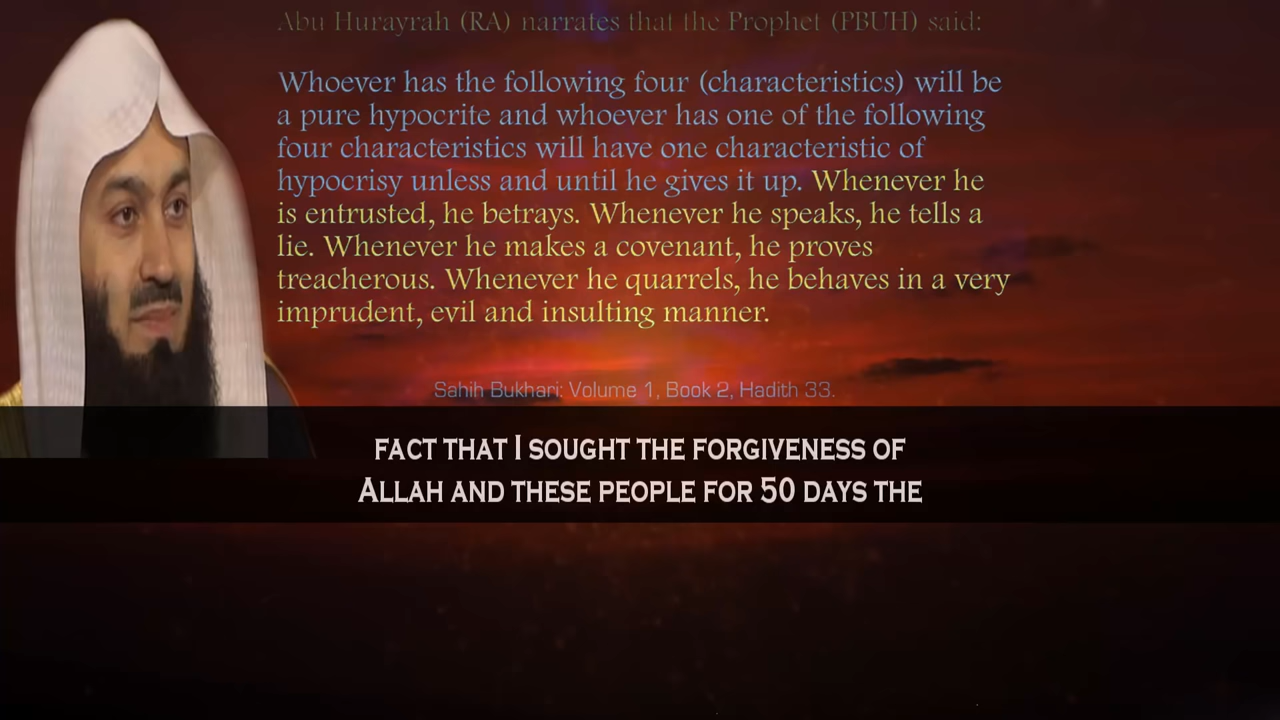 Abu Hurayrah (RA) narrates that the Prophet (PBUH) said:
Whoever has the following four (characteristics) will be
a pure hypocrite and whoever has one of the following
four characteristics will have one characteristic of
hypocrisy unless and until he gives it up. Whenever he
is entrusted, he betrays. Whenever he speaks, he tells a
lie. Whenever he makes a covenant, he proves
treacherous. Whenever he quarrels, he behaves in a very
imprudent, evil and insulting manner.
Sahih Bukhari: Volume 1, Book 2, Hadith 33.
FACT THAT I SOUGHT THE FORGIVENESS OF
ALLAH AND THESE PEOPLE FOR 50 DAYS THE